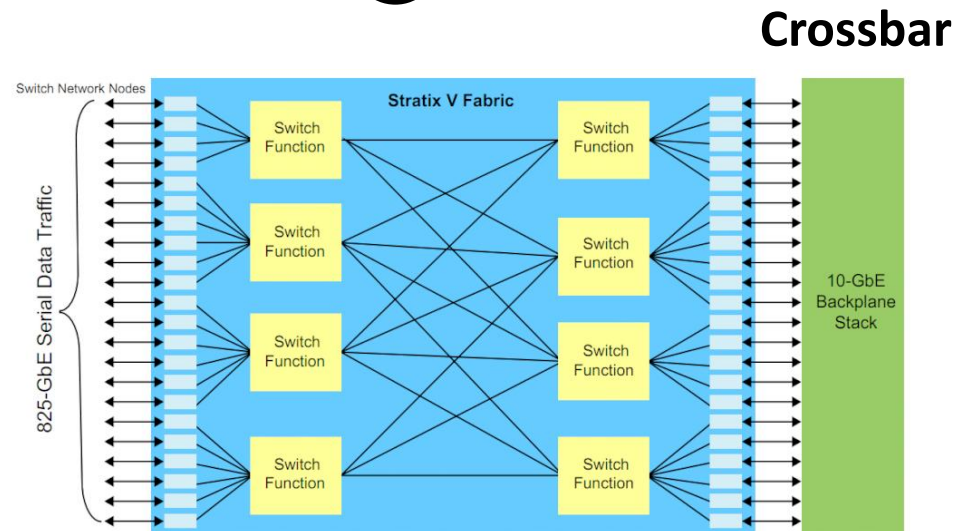 Crossbar
Switch Network Nodes
Stratix V Fabric
825-GbE Serial Data Traffic
Switch
Function
Switch
Function
Switch
Function
Switch
Function
Switch
Function
Switch
Function
Switch
Function
Switch
Function
10-GbE
Backplane
Stack